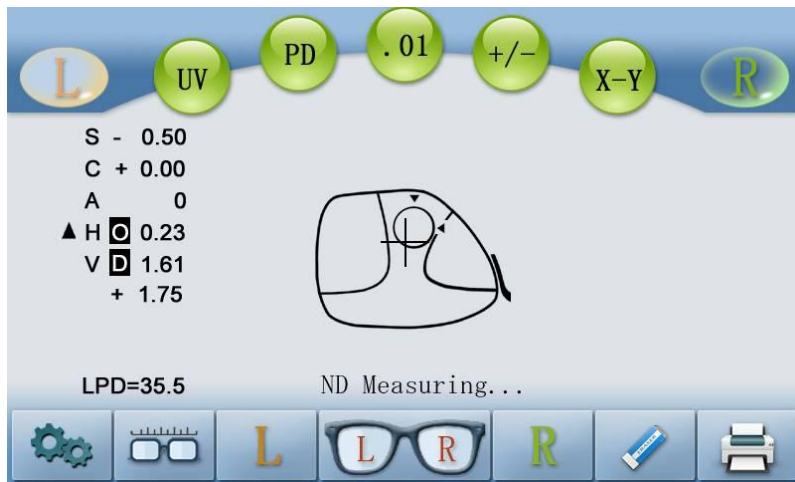 L UV PD .01 +/- X-Y R
S - 0.50
C + 0.00
A 0
H O 0.23
V D 1.61
+ 1.75
LPD=35.5
ND Measuring...
L L R R